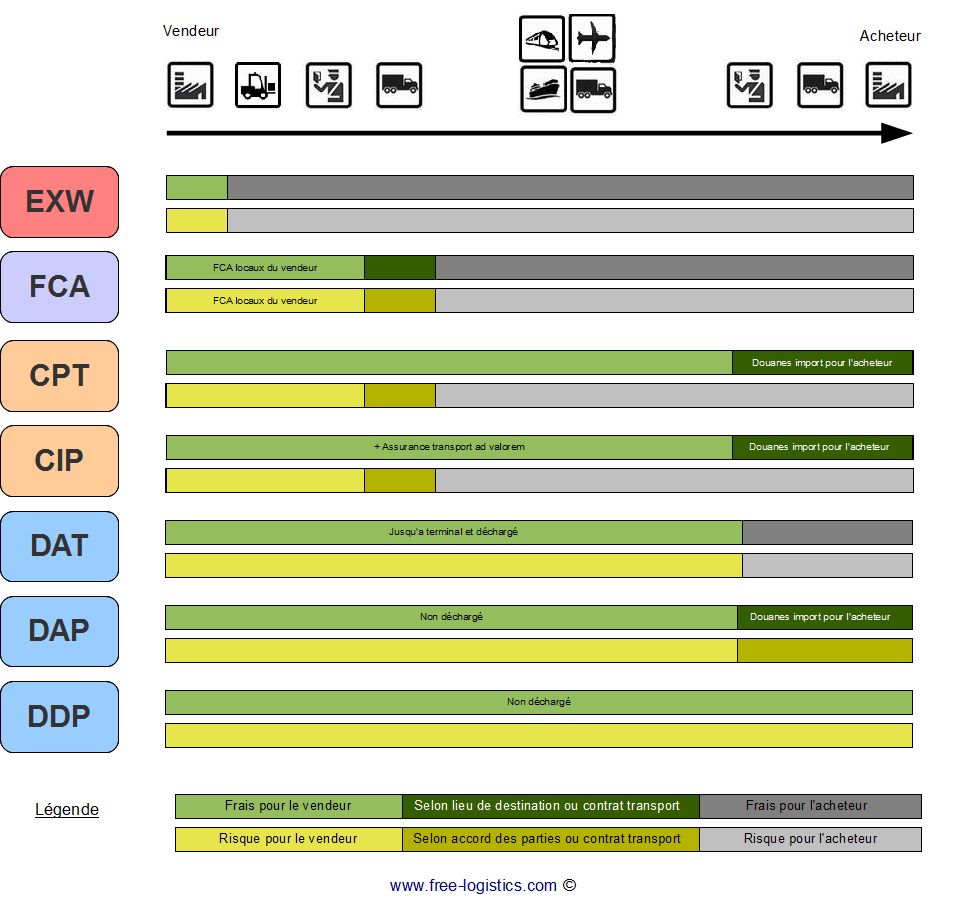 Vendeur
Acheteur
EXW
FCA
FCA locaux du vendeur
FCA locaux du vendeur
CPT
Douanes import pour l'acheteur
CIP
+ Assurance transport ad valorem
Douanes import pour l'acheteur
DAT
Jusqu'a terminal et déchargé
DAP
Non déchargé
Douanes import pour l'acheteur
DDP
Non déchargé
Légende
Frais pour le vendeur
Selon lieu de destination ou contrat transport
Frais pour l'acheteur
Risque pour le vendeur
Selon accord des parties ou contrat transport
Risque pour l'acheteur
www.free-logistics.com ©